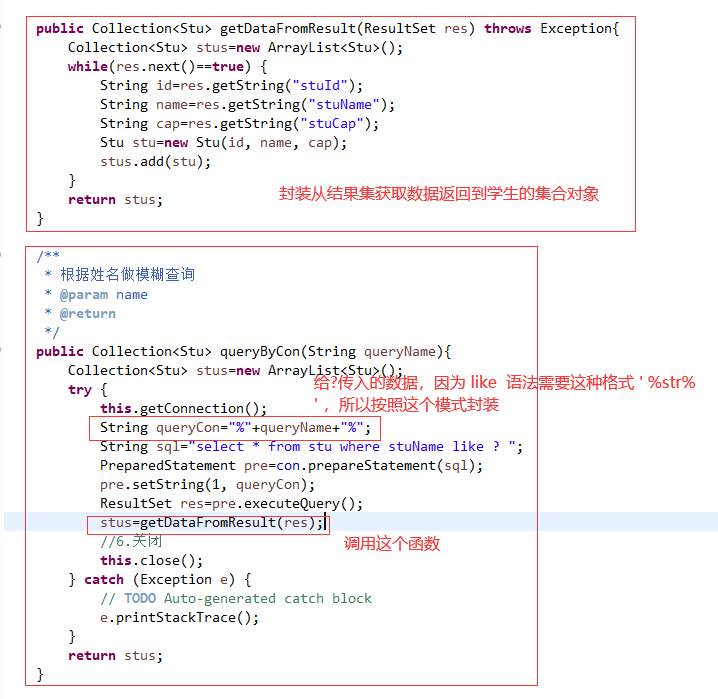 public Collection<Stu> getDataFromResult(ResultSet res) throws Exception{
    Collection<Stu> stus=new ArrayList<Stu>();
    while(res.next()==true) {
        String id=res.getString("stuId");
        String name=res.getString("stuName");
        String cap=res.getString("stuCap");
        Stu stu=new Stu(id, name, cap);
        stus.add(stu);
    }
    return stus;
封装从结果集获取数据返回到学生的集合对象
}
/**
 * 根据姓名做模糊查询
 * @param name
 * @return
 */
public Collection<Stu> queryByCon(String queryName){
    Collection<Stu> stus=new ArrayList<Stu>();
    try {
给?传入的数据，因为 like 语法需要这种格式 ' %str%
' ，所以按照这个模式封装
        this.getConnection();
        String queryCon="%"+queryName+"%";
        String sql="select * from stu where stuName like ? ";
        PreparedStatement pre=con.prepareStatement(sql);
        pre.setString(1, queryCon);
        ResultSet res=pre.executeQuery();
        stus=getDataFromResult(res);
调用这个函数
        //6.关闭
        this.close();
    } catch (Exception e) {
        // TODO Auto-generated catch block
        e.printStackTrace();
    }
    return stus;
}